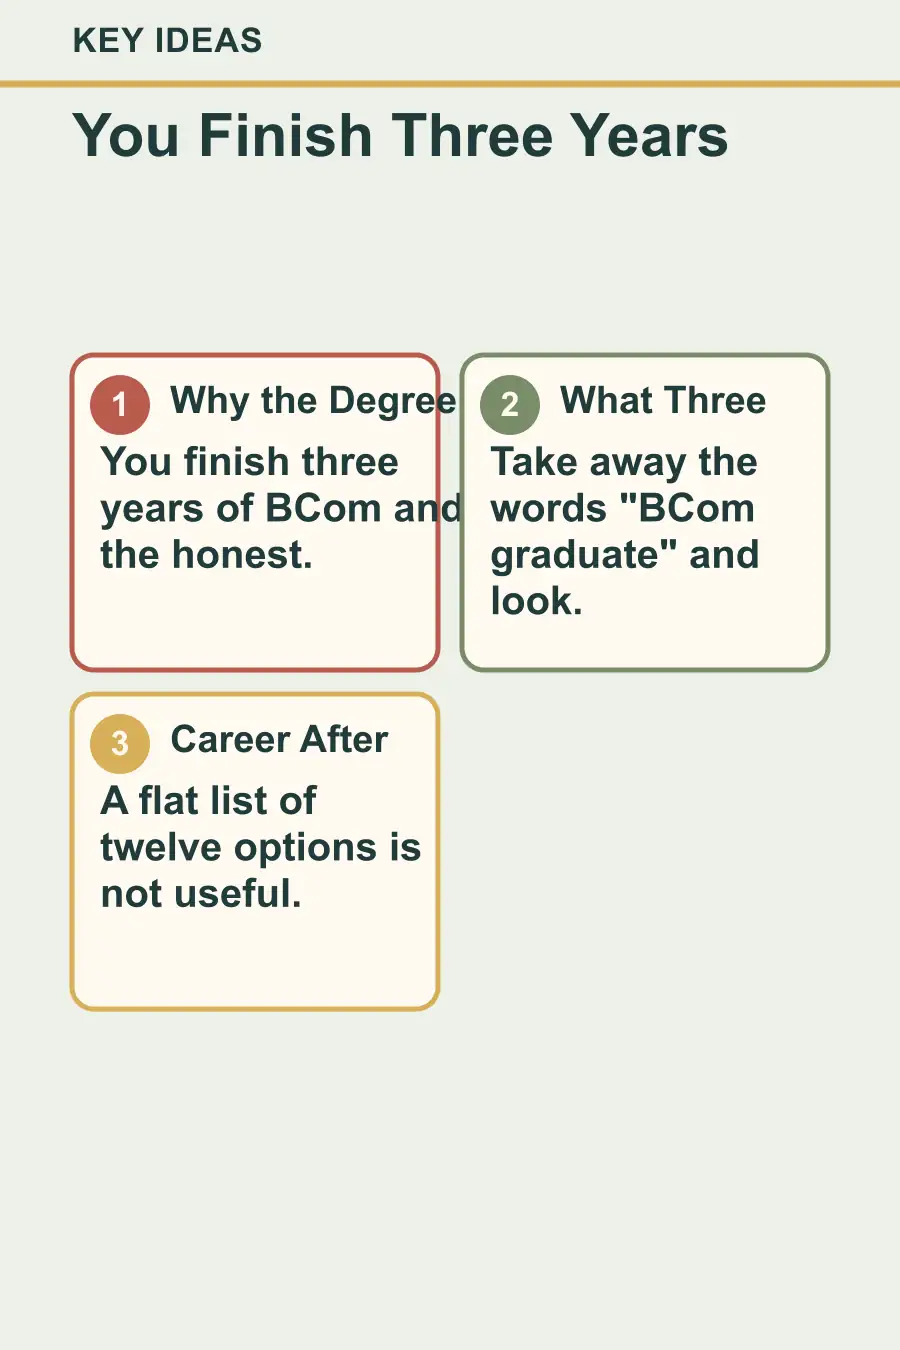 KEY IDEAS
You Finish Three Years
1
Why the Degree
You finish three
years of BCom and
the honest.
2
What Three
Take away the
words "BCom
graduate" and
look.
3
Career After
A flat list of
twelve options is
not useful.